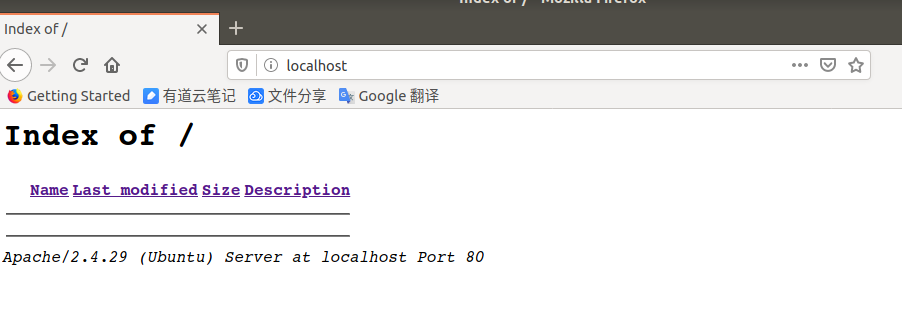 Index of / - Mozilla Firefox
Index of /
localhost
Getting Started 有道云笔记 文件分享 Google 翻译
Index of /
Name Last modified Size Description
Apache/2.4.29 (Ubuntu) Server at localhost Port 80